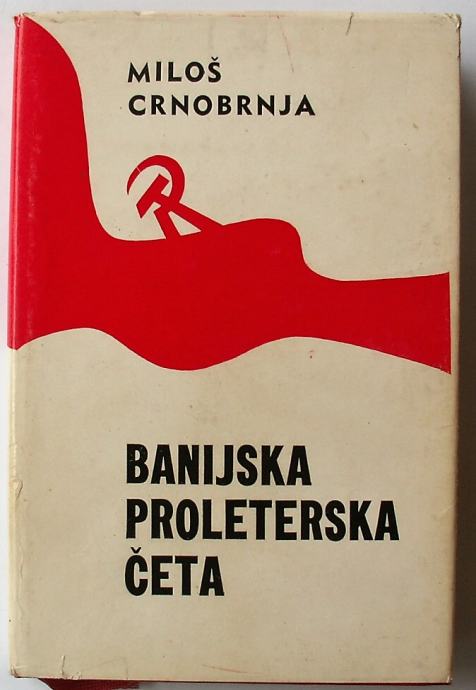 MILOŠ
CRNOBRNJA
BANIJSKA
PROLETERSKA
ČETA